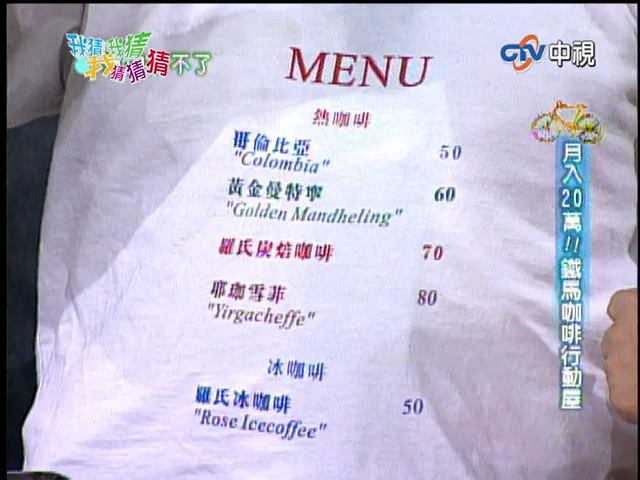 我猜我猜
我猜猜猜不了
CTV中視
MENU
熱咖啡
哥倫比亞 50
"Colombia"
黃金曼特寧 60
"Golden Mandheling"
羅氏炭焙咖啡 70
耶珈雪菲 80
"Yirgacheffe"
冰咖啡
羅氏冰咖啡 50
"Rose Icecoffee"
月入20萬!!鐵馬咖啡行動屋